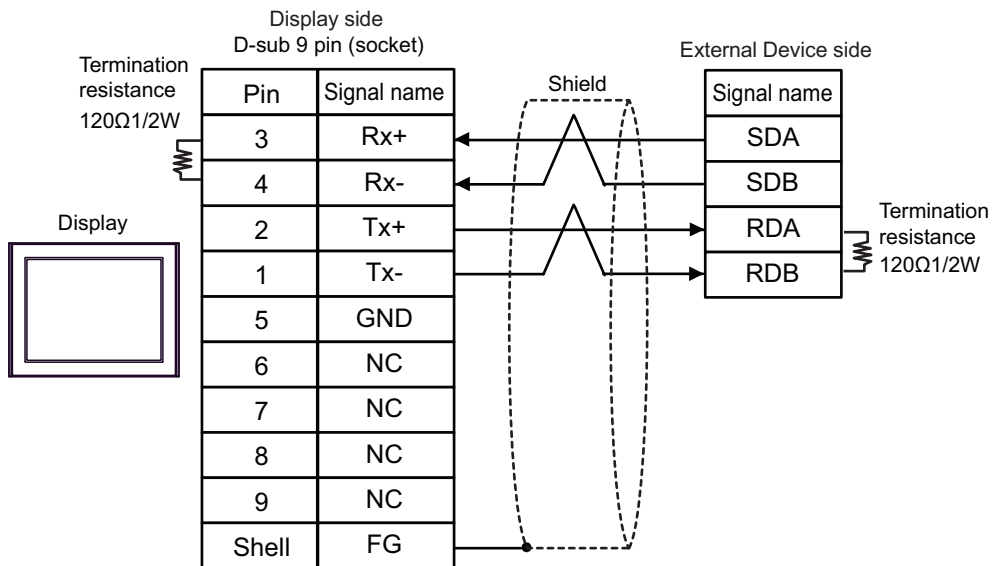 Display side
D-sub 9 pin (socket)
External Device side
Termination
resistance
120Ω1/2W
Shield
Pin Signal name
Signal name
3 Rx+
SDA
4 Rx-
SDB
2 Tx+
RDA
1 Tx-
RDB
5 GND
6 NC
7 NC
8 NC
9 NC
Shell FG
Display
Termination
resistance
120Ω1/2W